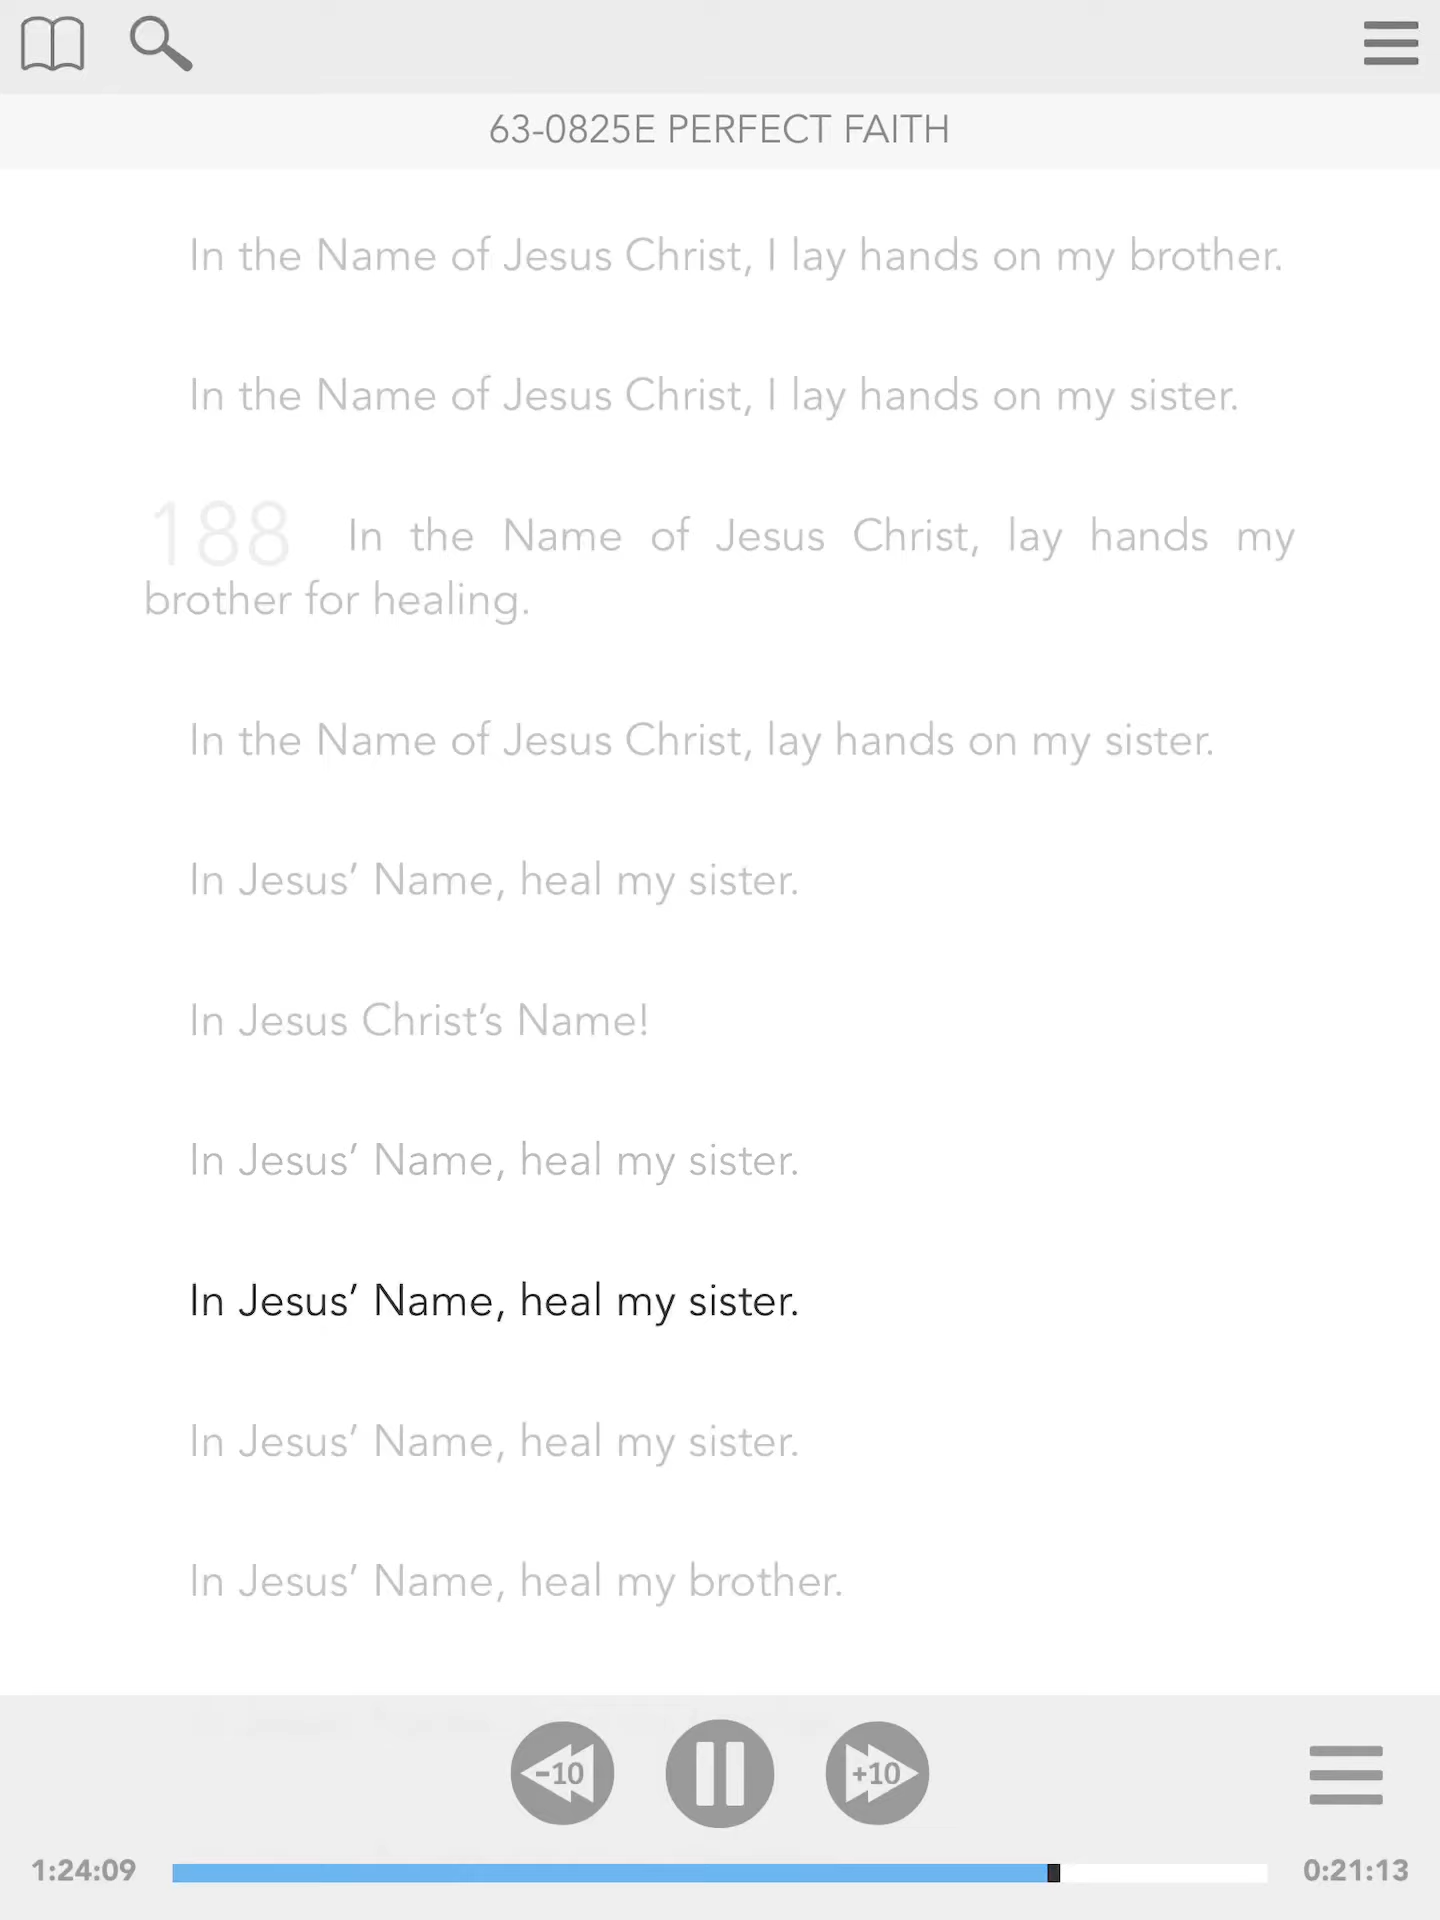 63-0825E PERFECT FAITH
In the Name of Jesus Christ, I lay hands on my brother.
In the Name of Jesus Christ, I lay hands on my sister.
188 In the Name of Jesus Christ, lay hands my
brother for healing.
In the Name of Jesus Christ, lay hands on my sister.
In Jesus’ Name, heal my sister.
In Jesus Christ’s Name!
In Jesus’ Name, heal my sister.
In Jesus’ Name, heal my sister.
In Jesus’ Name, heal my sister.
In Jesus’ Name, heal my brother.
-10 +10
1:24:09 0:21:13